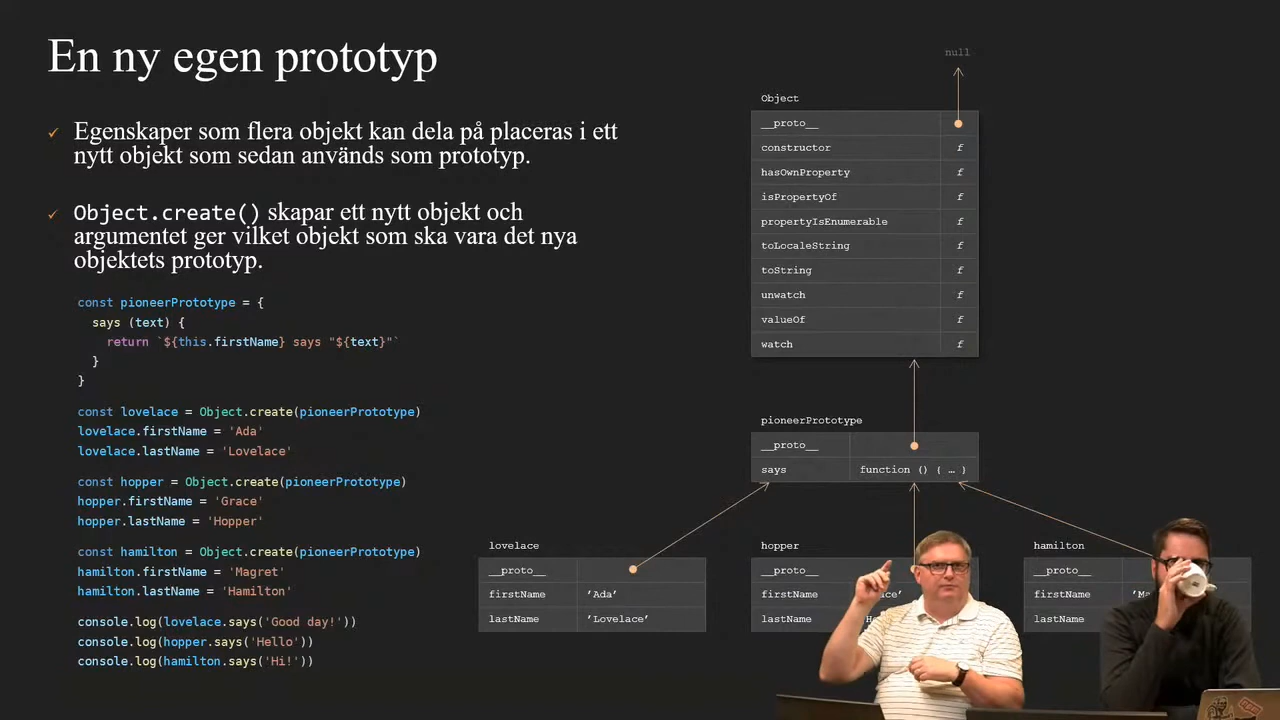 En ny egen prototyp
Egenskaper som flera objekt kan dela på placeras i ett
nytt objekt som sedan används som prototyp.
Object.create() skapar ett nytt objekt och
argumentet ger vilket objekt som ska vara det nya
objektets prototyp.
const pioneerPrototype = {
says (text) {
return `${this.firstName} says "${text}"`
}
}
const lovelace = Object.create(pioneerPrototype)
lovelace.firstName = 'Ada'
lovelace.lastName = 'Lovelace'
const hopper = Object.create(pioneerPrototype)
hopper.firstName = 'Grace'
hopper.lastName = 'Hopper'
const hamilton = Object.create(pioneerPrototype)
hamilton.firstName = 'Magret'
hamilton.lastName = 'Hamilton'
console.log(lovelace.says('Good day!'))
console.log(hopper.says('Hello'))
console.log(hamilton.says('Hi!'))
null
Object
__proto__
constructor f
hasOwnProperty f
isPropertyOf f
propertyIsEnumerable f
toLocaleString f
toString f
unwatch f
valueOf f
watch f
pioneerPrototype
__proto__
says function () { … }
lovelace
__proto__
firstName ’Ada’
lastName ’Lovelace’
hopper
__proto__
firstName
lastName
hamilton
__proto__
firstName
lastName